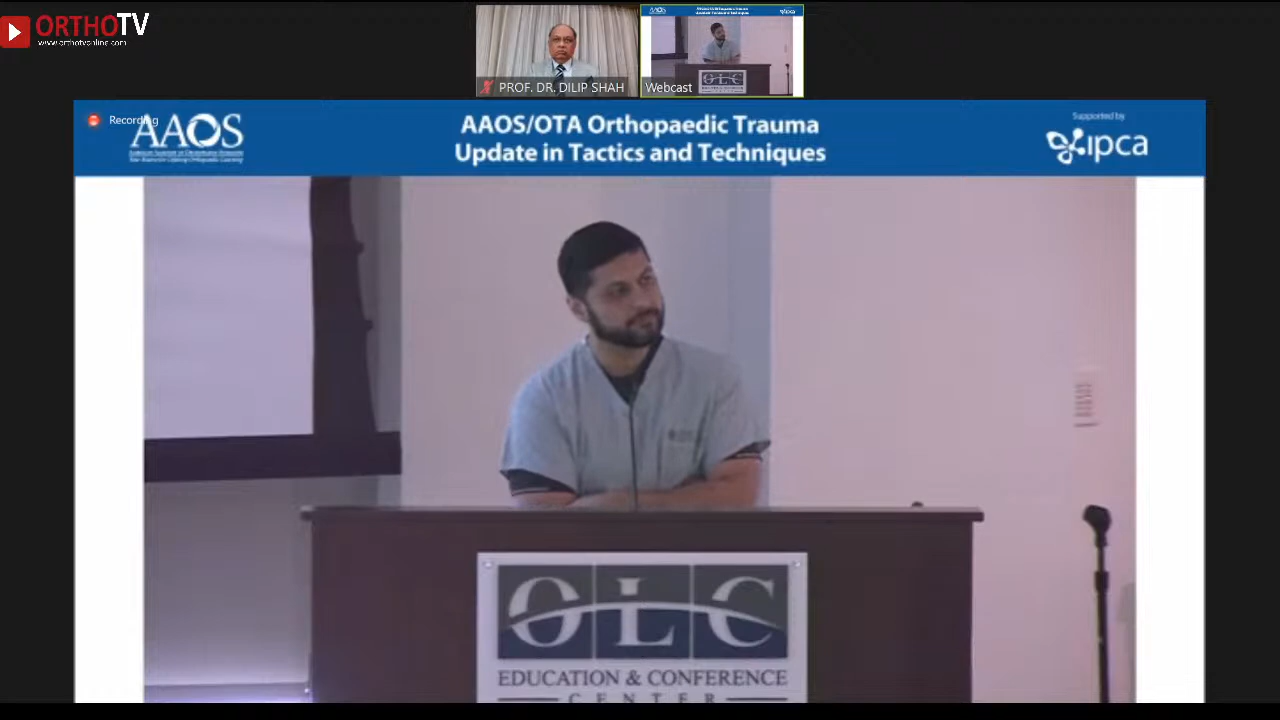 ORTHOTV
www.orthotvonline.com
PROF. DR. DILIP SHAH
Webcast
Recording
AAOS
AAOS/OTA Orthopaedic Trauma
Update in Tactics and Techniques
Supported by
ipca
OLC
EDUCATION & CONFERENCE
CENTER